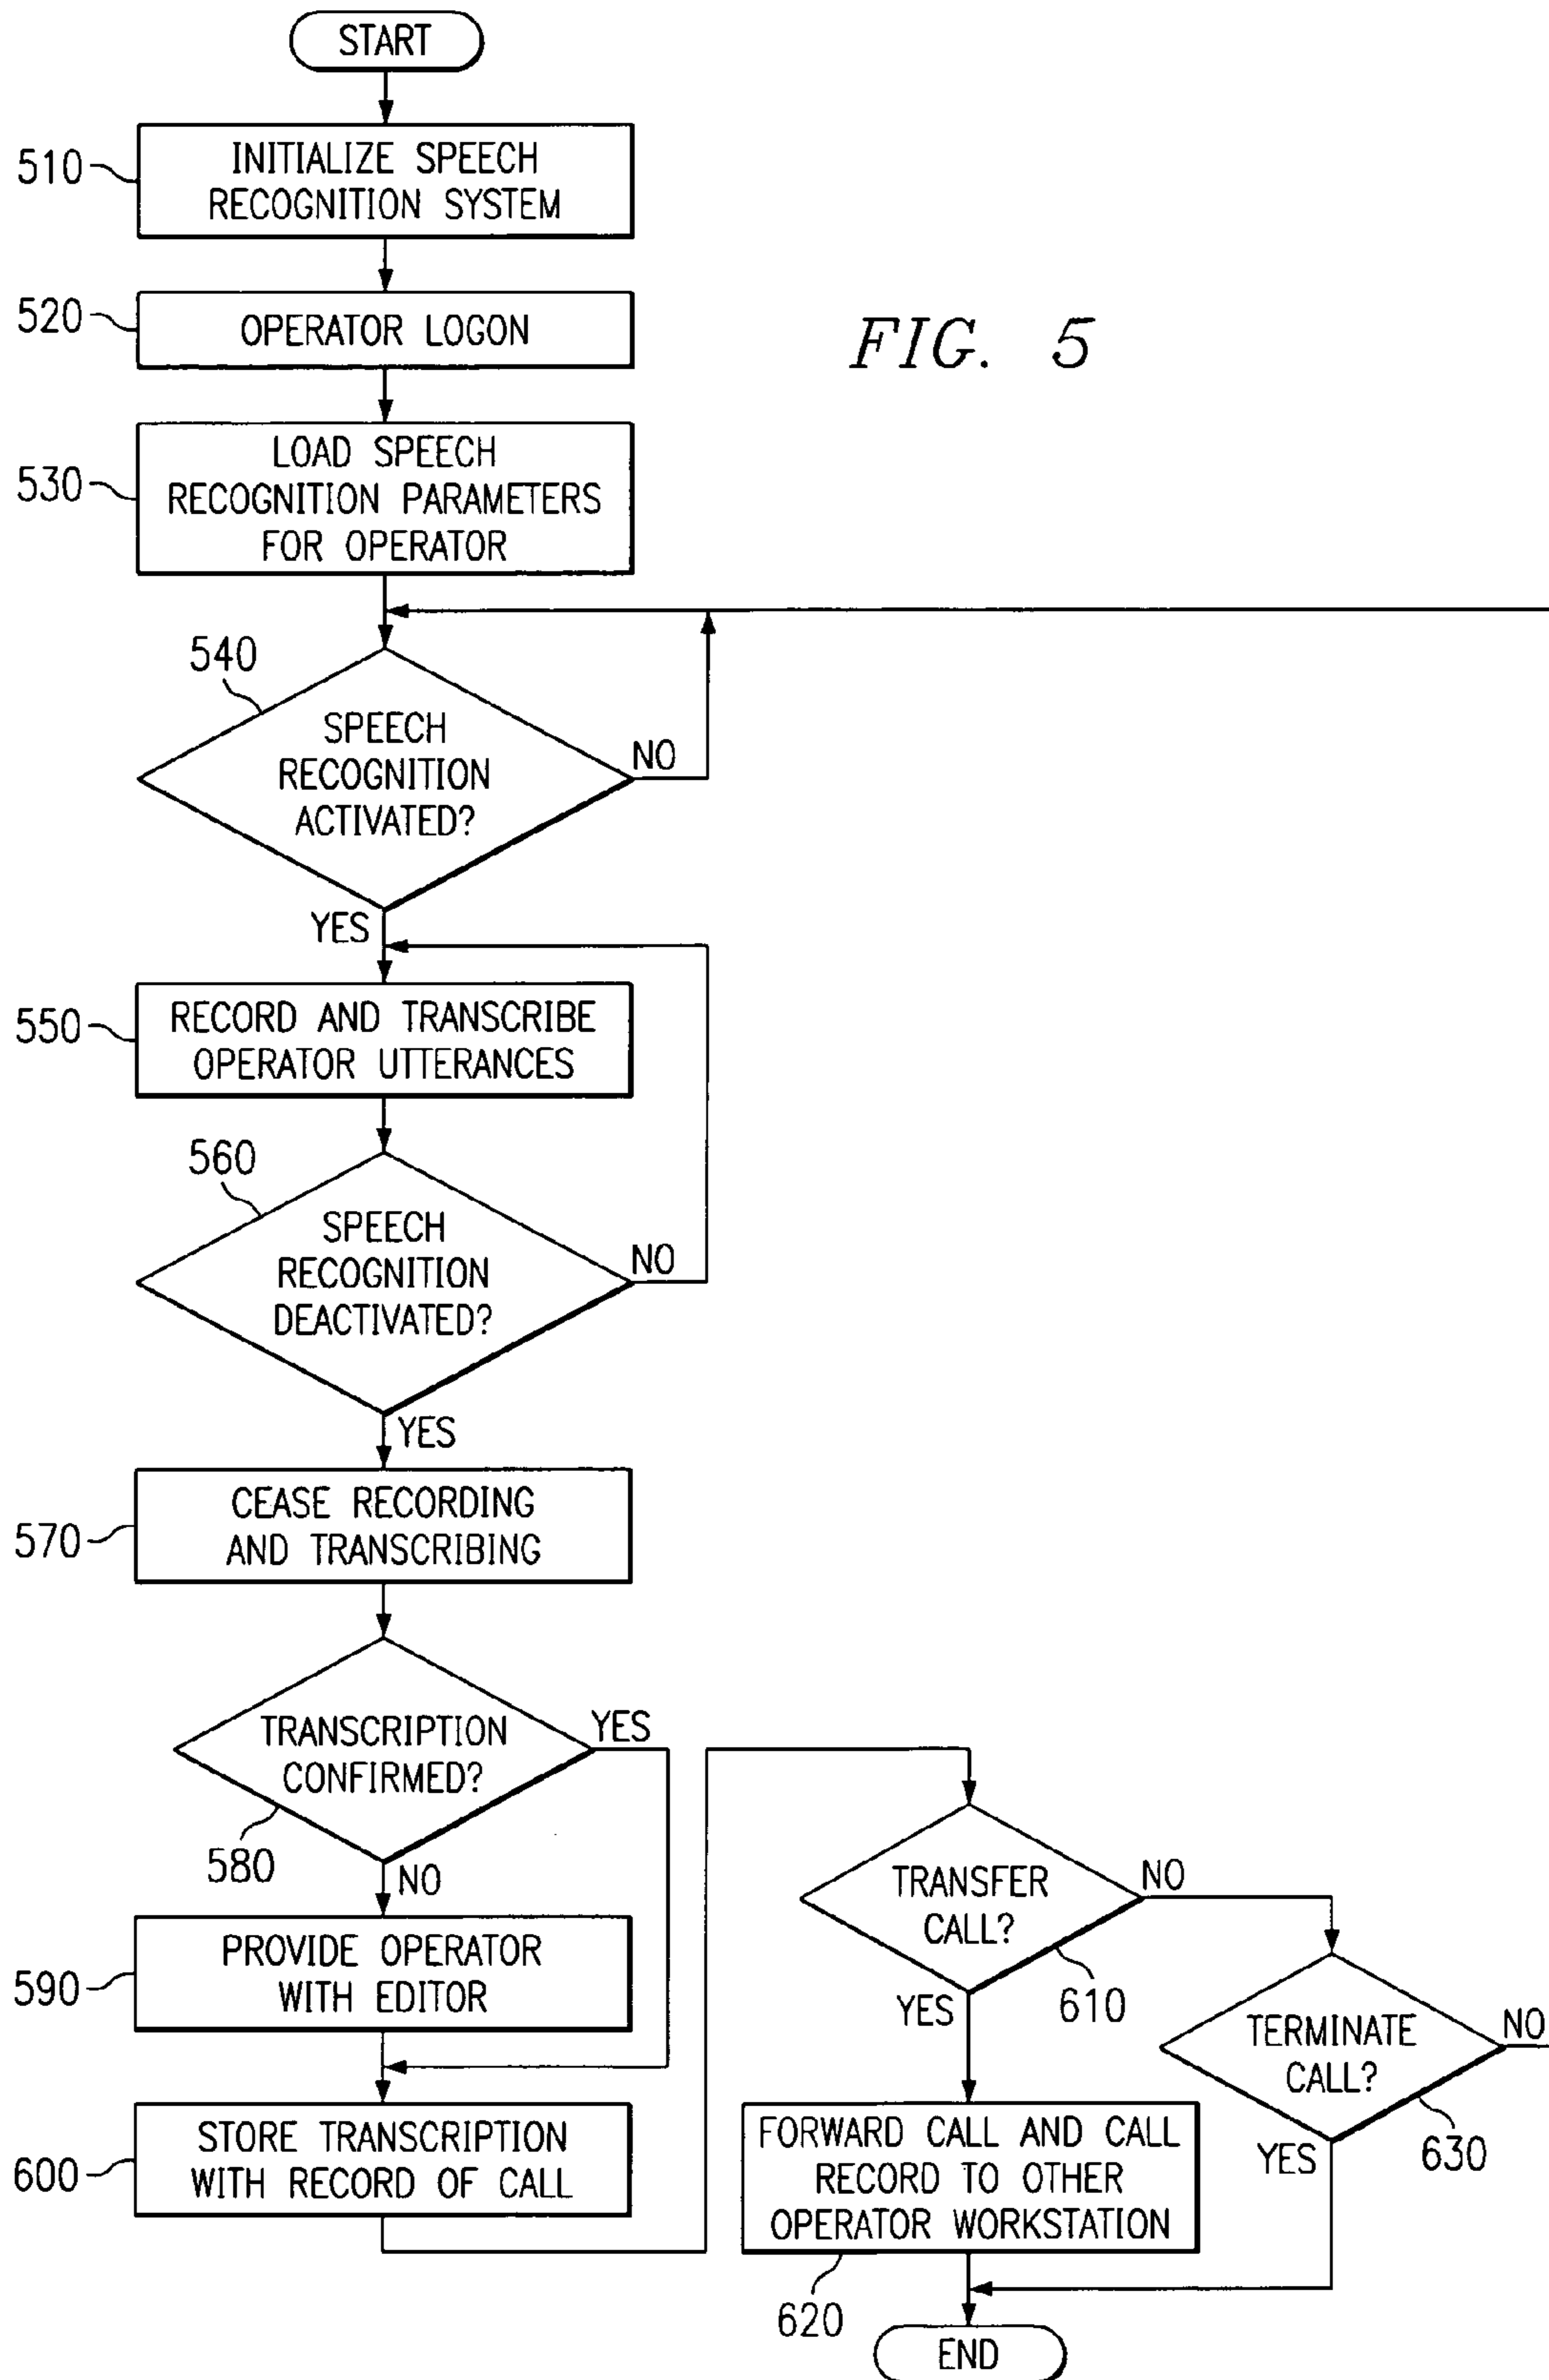 START
510
INITIALIZE SPEECH
RECOGNITION SYSTEM
520
OPERATOR LOGON
FIG. 5
530
LOAD SPEECH
RECOGNITION PARAMETERS
FOR OPERATOR
540
SPEECH
RECOGNITION
ACTIVATED?
NO
YES
550
RECORD AND TRANSCRIBE
OPERATOR UTTERANCES
560
SPEECH
RECOGNITION
DEACTIVATED?
NO
YES
570
CEASE RECORDING
AND TRANSCRIBING
TRANSCRIPTION
CONFIRMED?
YES
580
NO
590
PROVIDE OPERATOR
WITH EDITOR
600
STORE TRANSCRIPTION
WITH RECORD OF CALL
TRANSFER
CALL?
NO
YES
610
TERMINATE
CALL?
NO
YES
630
FORWARD CALL AND CALL
RECORD TO OTHER
OPERATOR WORKSTATION
620
END